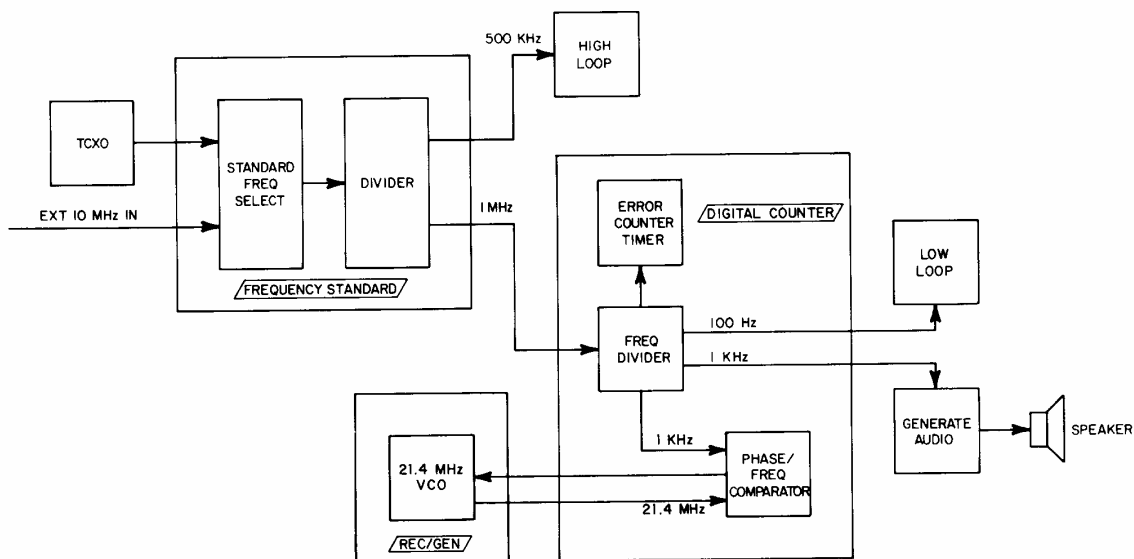 500 KHz
HIGH
LOOP
TCXO
STANDARD
FREQ
SELECT
DIVIDER
EXT 10 MHz IN
1 MHz
FREQUENCY STANDARD
ERROR
COUNTER
TIMER
DIGITAL COUNTER
LOW
LOOP
FREQ
DIVIDER
100 Hz
1 KHz
GENERATE
AUDIO
SPEAKER
1 KHz
21.4 MHz
VCO
PHASE/
FREQ
COMPARATOR
21.4 MHz
REC/GEN